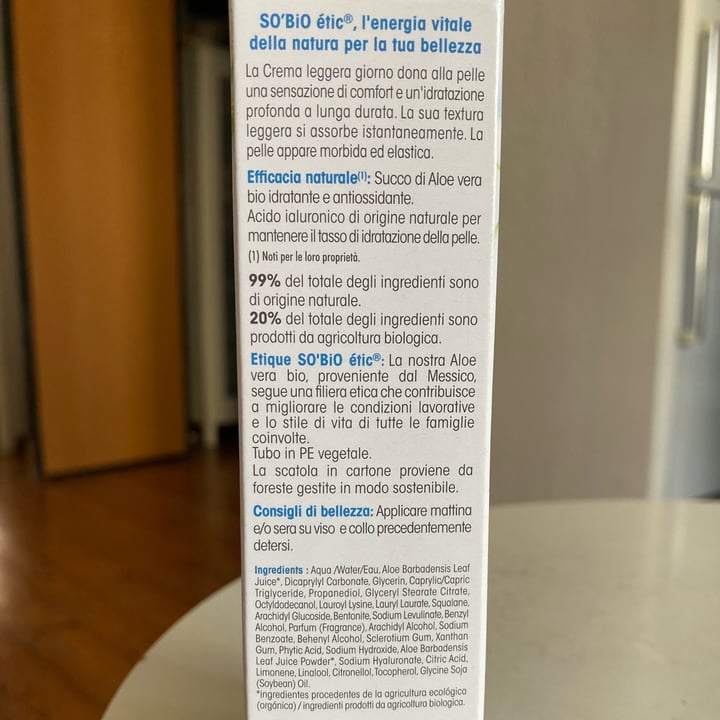 SO'BiO étic®, l'energia vitale
della natura per la tua bellezza
La Crema leggera giorno dona alla pelle
una sensazione di comfort e un'idratazione
profonda a lunga durata. La sua textura
leggera si assorbe istantaneamente. La
pelle appare morbida ed elastica.
Efficacia naturale(1): Succo di Aloe vera
bio idratante e antiossidante.
Acido ialuronico di origine naturale per
mantenere il tasso di idratazione della pelle.
(1) Noti per le loro proprietà.
99% del totale degli ingredienti sono
di origine naturale.
20% del totale degli ingredienti sono
prodotti da agricoltura biologica.
Etique SO'BiO étic®: La nostra Aloe
vera bio, proveniente dal Messico,
segue una filiera etica che contribuisce
a migliorare le condizioni lavorative
e lo stile di vita di tutte le famiglie
coinvolte.
Tubo in PE vegetale.
La scatola in cartone proviene da
foreste gestite in modo sostenibile.
Consigli di bellezza: Applicare mattina
e/o sera su viso e collo precedentemente
detersi.
Ingredients : Aqua /Water/Eau, Aloe Barbadensis Leaf
Juice*, Dicaprylyl Carbonate, Glycerin, Caprylic/Capric
Triglyceride, Propanediol, Glyceryl Stearate Citrate,
Octyldodecanol, Lauroyl Lysine, Lauryl Laurate, Squalane,
Arachidyl Glucoside, Bentonite, Sodium Levulinate, Benzyl
Alcohol, Parfum (Fragrance), Arachidyl Alcohol, Sodium
Benzoate, Behenyl Alcohol, Sclerotium Gum, Xanthan
Gum, Phytic Acid, Sodium Hydroxide, Aloe Barbadensis
Leaf Juice Powder*, Sodium Hyaluronate, Citric Acid,
Limonene, Linalool, Citronellol, Tocopherol, Glycine Soja
(Soybean) Oil.
*ingredientes procedentes de la agricultura ecológica
(orgánica) / ingredienti prodotti da agricoltura biologica.